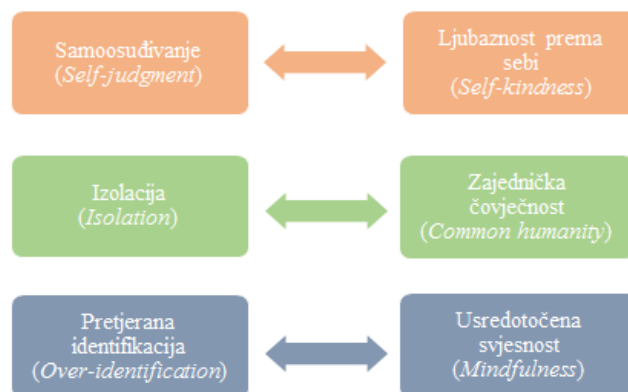 Samoosuđivanje
(Self-judgment)
Ljubaznost prema
sebi
(Self-kindness)
Izolacija
(Isolation)
Zajednička
čovječnost
(Common humanity)
Pretjerana
identifikacija
(Over-identification)
Usredotočena
svjesnost
(Mindfulness)